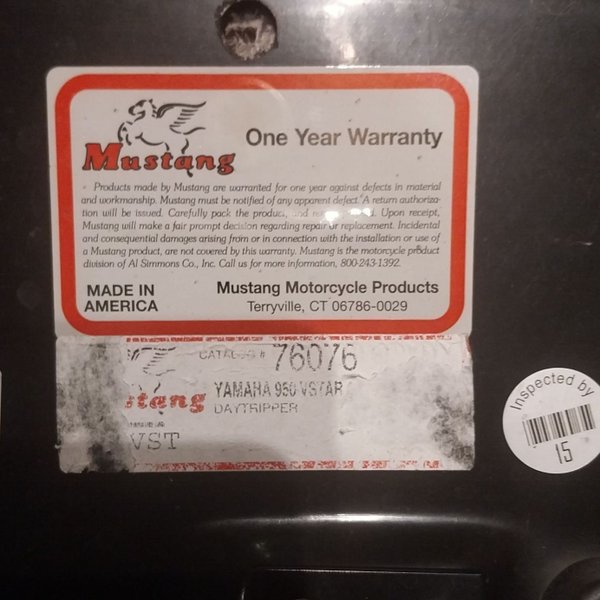 One Year Warranty
Mustang
Products made by Mustang are warranted for one year against defects in material
and workmanship. Mustang must be notified of any apparent defect. A return authoriza-
tion will be issued. Carefully pack the product, and Upon receipt,
Mustang will make a fair prompt decision regarding repair or replacement. Incidental
and consequential damages arising from or in connection with the installation or use of
a Mustang product, are not covered by this warranty. Mustang is the motorcycle product
division of Al Simmons Co., Inc. Call us for more information, 800-243-1392.
MADE IN
AMERICA
Mustang Motorcycle Products
Terryville, CT 06786-0029
CATALOG # 76076
stang
YAMAHA 950 VSTAR
DAYTRIPPER
VST
Inspected by
15